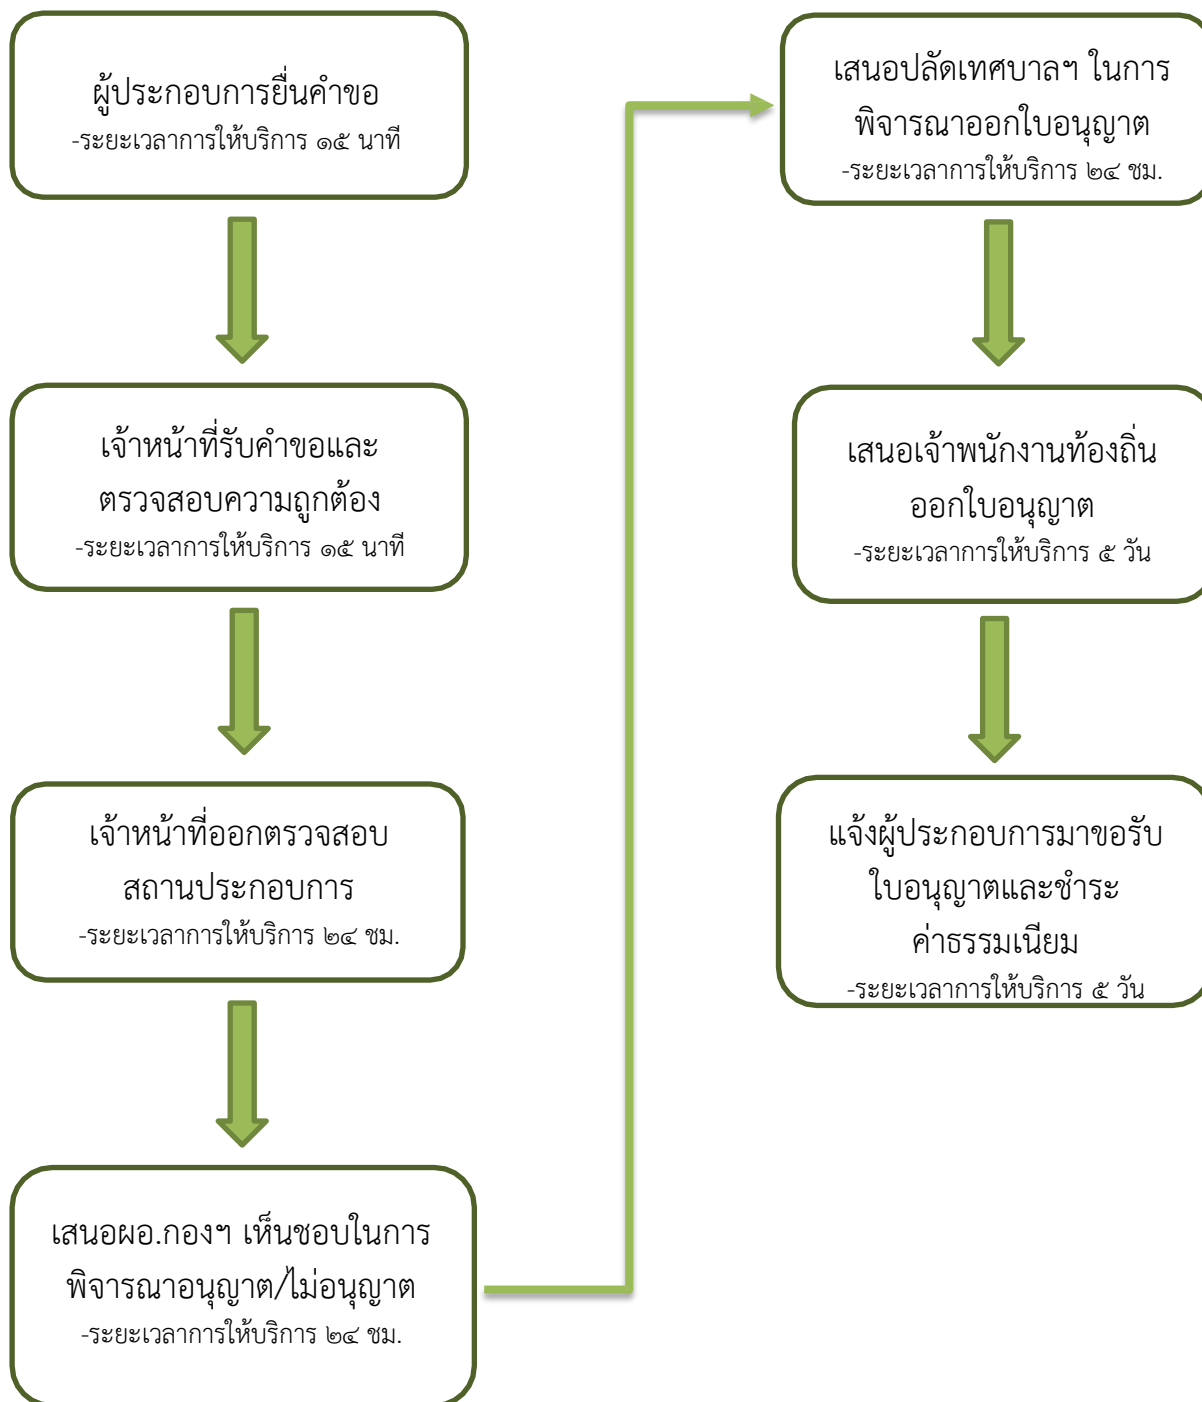 ผู้ประกอบการยื่นคำขอ
-ระยะเวลาการให้บริการ ๑๕ นาที
เจ้าหน้าที่รับคำขอและ
ตรวจสอบความถูกต้อง
-ระยะเวลาการให้บริการ ๑๕ นาที
เจ้าหน้าที่ออกตรวจสอบ
สถานประกอบการ
-ระยะเวลาการให้บริการ ๒๔ ชม.
เสนอผอ.กองฯ เห็นชอบในการ
พิจารณาอนุญาต/ไม่อนุญาต
-ระยะเวลาการให้บริการ ๒๔ ชม.
เสนอปลัดเทศบาลฯ ในการ
พิจารณาออกใบอนุญาต
-ระยะเวลาการให้บริการ ๒๔ ชม.
เสนอเจ้าพนักงานท้องถิ่น
ออกใบอนุญาต
-ระยะเวลาการให้บริการ ๕ วัน
แจ้งผู้ประกอบการมาขอรับ
ใบอนุญาตและชำระ
ค่าธรรมเนียม
-ระยะเวลาการให้บริการ ๕ วัน